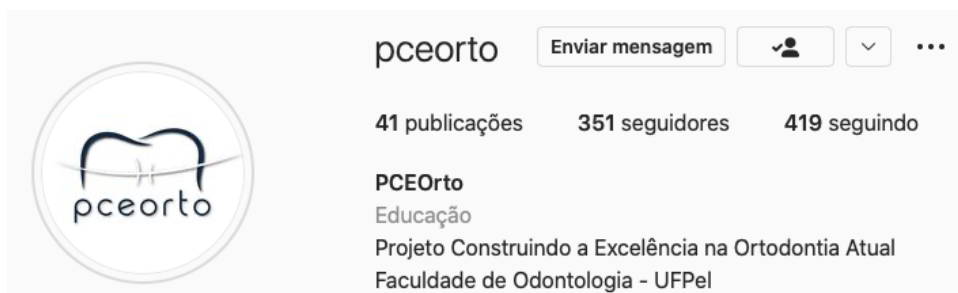 pceorto Enviar mensagem
41 publicações 351 seguidores 419 seguindo
pceorto
PCEOrto
Educação
Projeto Construindo a Excelência na Ortodontia Atual
Faculdade de Odontologia - UFPel